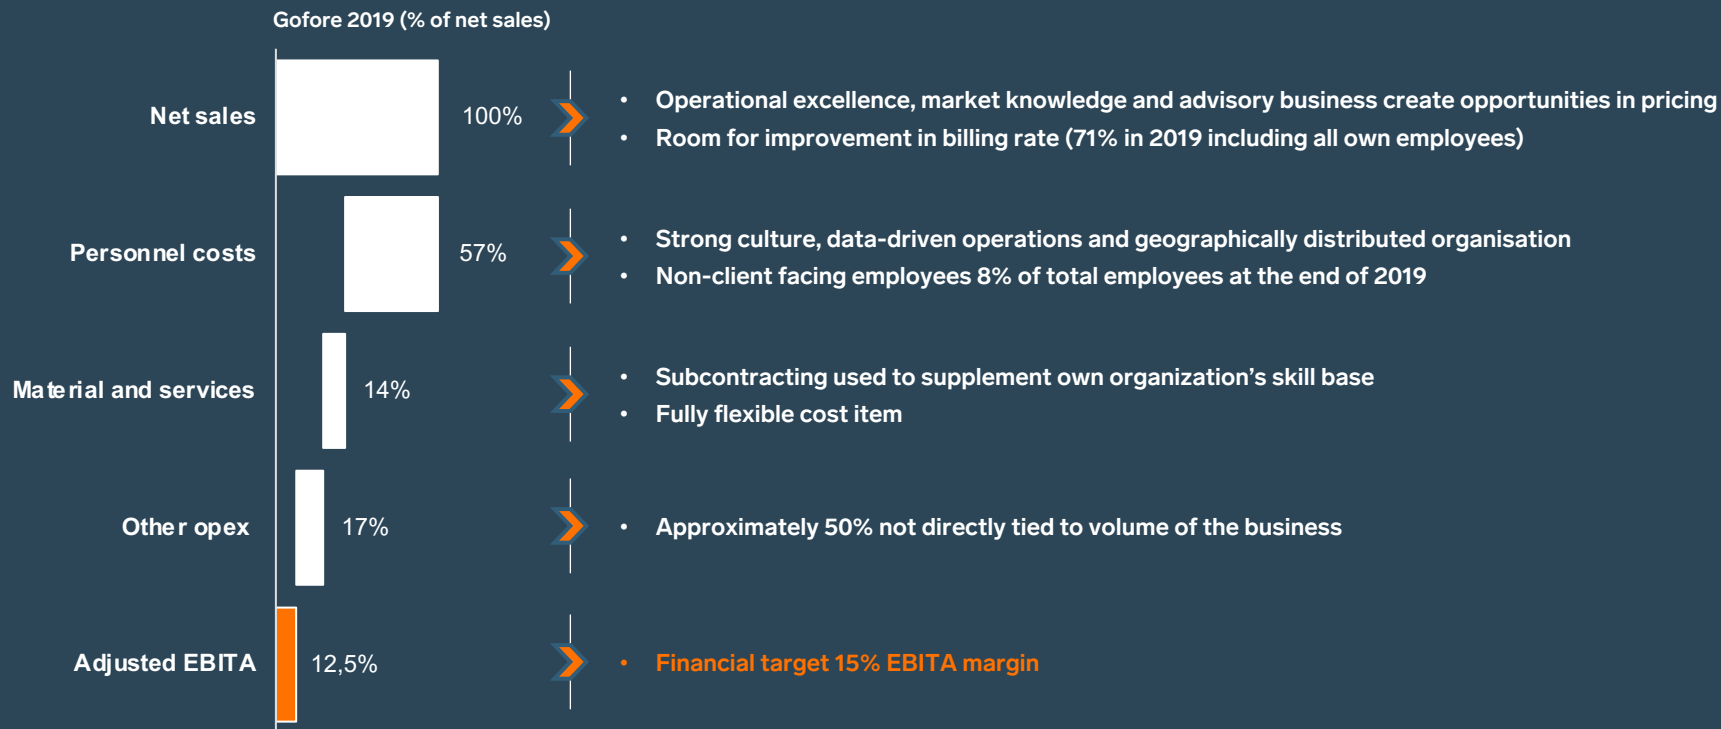 Gofore 2019 (% of net sales)
Net sales
100%
• Operational excellence, market knowledge and advisory business create opportunities in pricing
• Room for improvement in billing rate (71% in 2019 including all own employees)
Personnel costs
57%
• Strong culture, data-driven operations and geographically distributed organisation
• Non-client facing employees 8% of total employees at the end of 2019
Material and services
14%
• Subcontracting used to supplement own organization’s skill base
• Fully flexible cost item
Other opex
17%
• Approximately 50% not directly tied to volume of the business
Adjusted EBITA
12,5%
• Financial target 15% EBITA margin